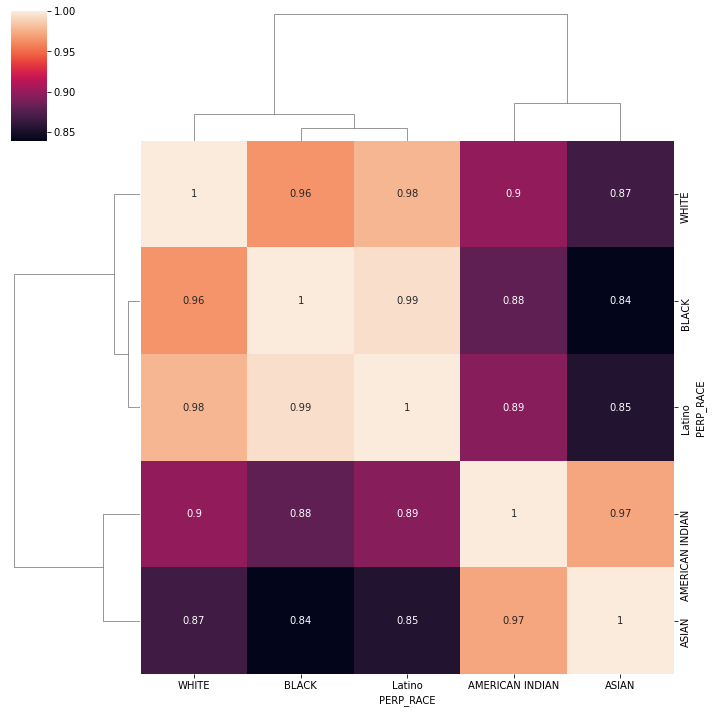 1.00
0.95
0.90
0.85
1 0.96 0.98 0.9 0.87
WHITE
0.96 1 0.99 0.88 0.84
BLACK
0.98 0.99 1 0.89 0.85
Latino
PERP_RACE
0.9 0.88 0.89 1 0.97
AMERICAN INDIAN
0.87 0.84 0.85 0.97 1
ASIAN
WHITE BLACK Latino AMERICAN INDIAN ASIAN
PERP_RACE